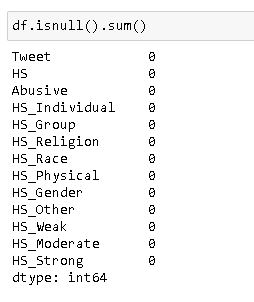 df.isnull().sum()
Tweet 0
HS 0
Abusive 0
HS_Individual 0
HS_Group 0
HS_Religion 0
HS_Race 0
HS_Physical 0
HS_Gender 0
HS_Other 0
HS_Weak 0
HS_Moderate 0
HS_Strong 0
dtype: int64